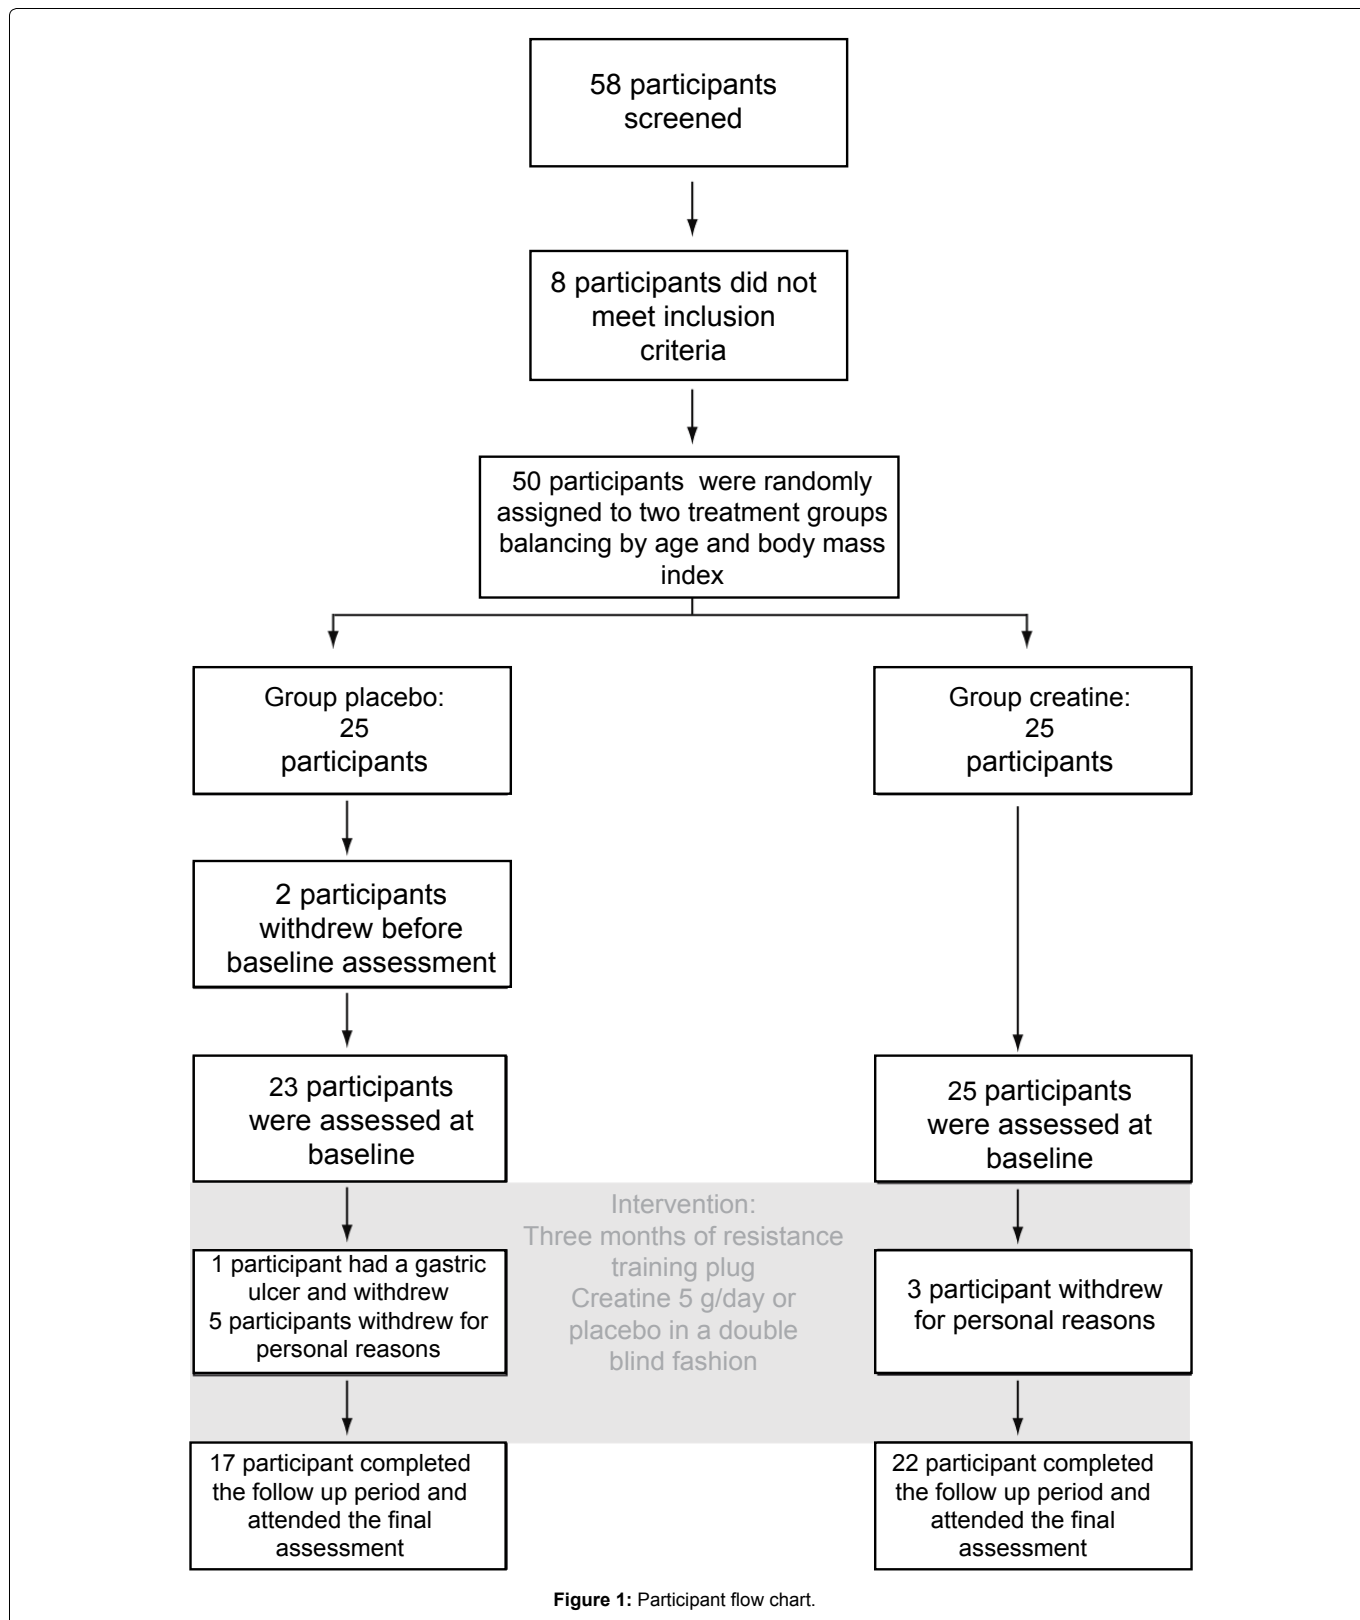 58 participants
screened
8 participants did not
meet inclusion
criteria
50 participants were randomly
assigned to two treatment groups
balancing by age and body mass
index
Group placebo:
25
participants
Group creatine:
25
participants
2 participants
withdrew before
baseline assessment
23 participants
were assessed at
baseline
25 participants
were assessed at
baseline
Intervention:
Three months of resistance
training plug
Creatine 5 g/day or
placebo in a double
blind fashion
1 participant had a gastric
ulcer and withdrew
5 participants withdrew for
personal reasons
3 participant withdrew
for personal reasons
17 participant completed
the follow up period and
attended the final
assessment
22 participant completed
the follow up period and
attended the final
assessment
Figure 1: Participant flow chart.